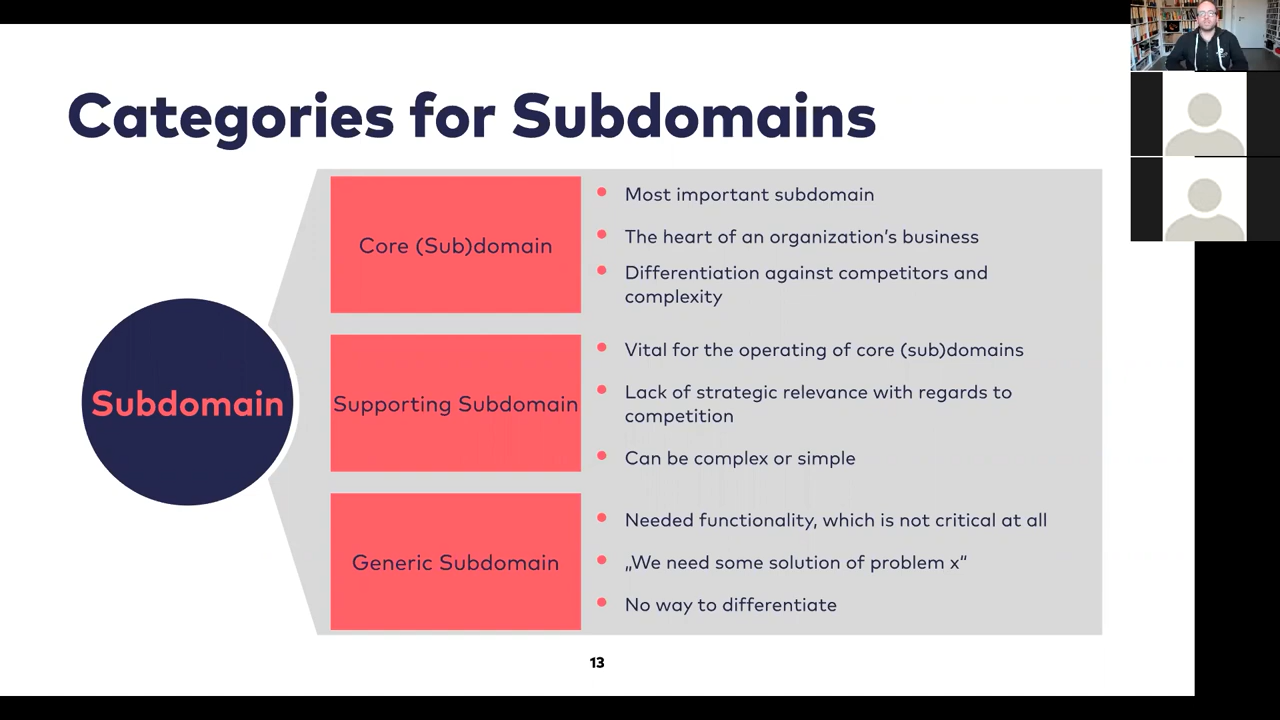 Categories for Subdomains
Subdomain
Core (Sub)domain
Most important subdomain
The heart of an organization’s business
Differentiation against competitors and
complexity
Supporting Subdomain
Vital for the operating of core (sub)domains
Lack of strategic relevance with regards to
competition
Can be complex or simple
Generic Subdomain
Needed functionality, which is not critical at all
„We need some solution of problem x“
No way to differentiate
13